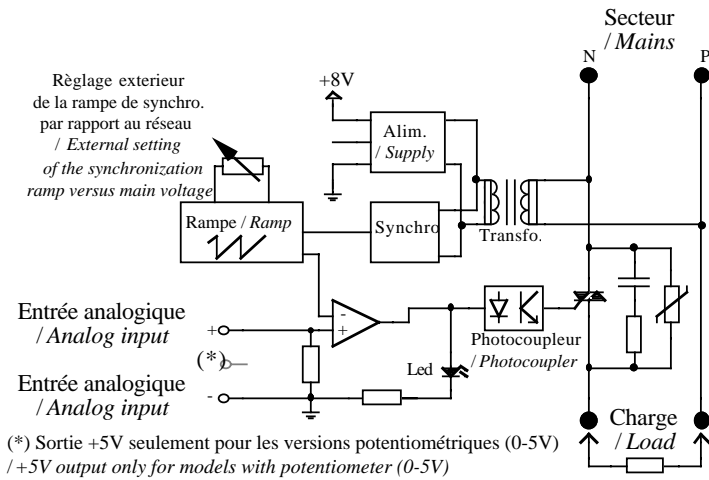 Secteur
/ Mains
N
P
Règlage exterieur
de la rampe de synchro.
par rapport au réseau
/ External setting
of the synchronization
ramp versus main voltage
+8V
Alim.
/ Supply
Rampe / Ramp
Synchro
Transfo.
Entrée analogique
/ Analog input
+
-
+
(*)
Photocoupleur
/ Photocoupler
Led
Entrée analogique
/ Analog input
-
Charge
/ Load
(*) Sortie +5V seulement pour les versions potentiométriques (0-5V)
/ +5V output only for models with potentiometer (0-5V)